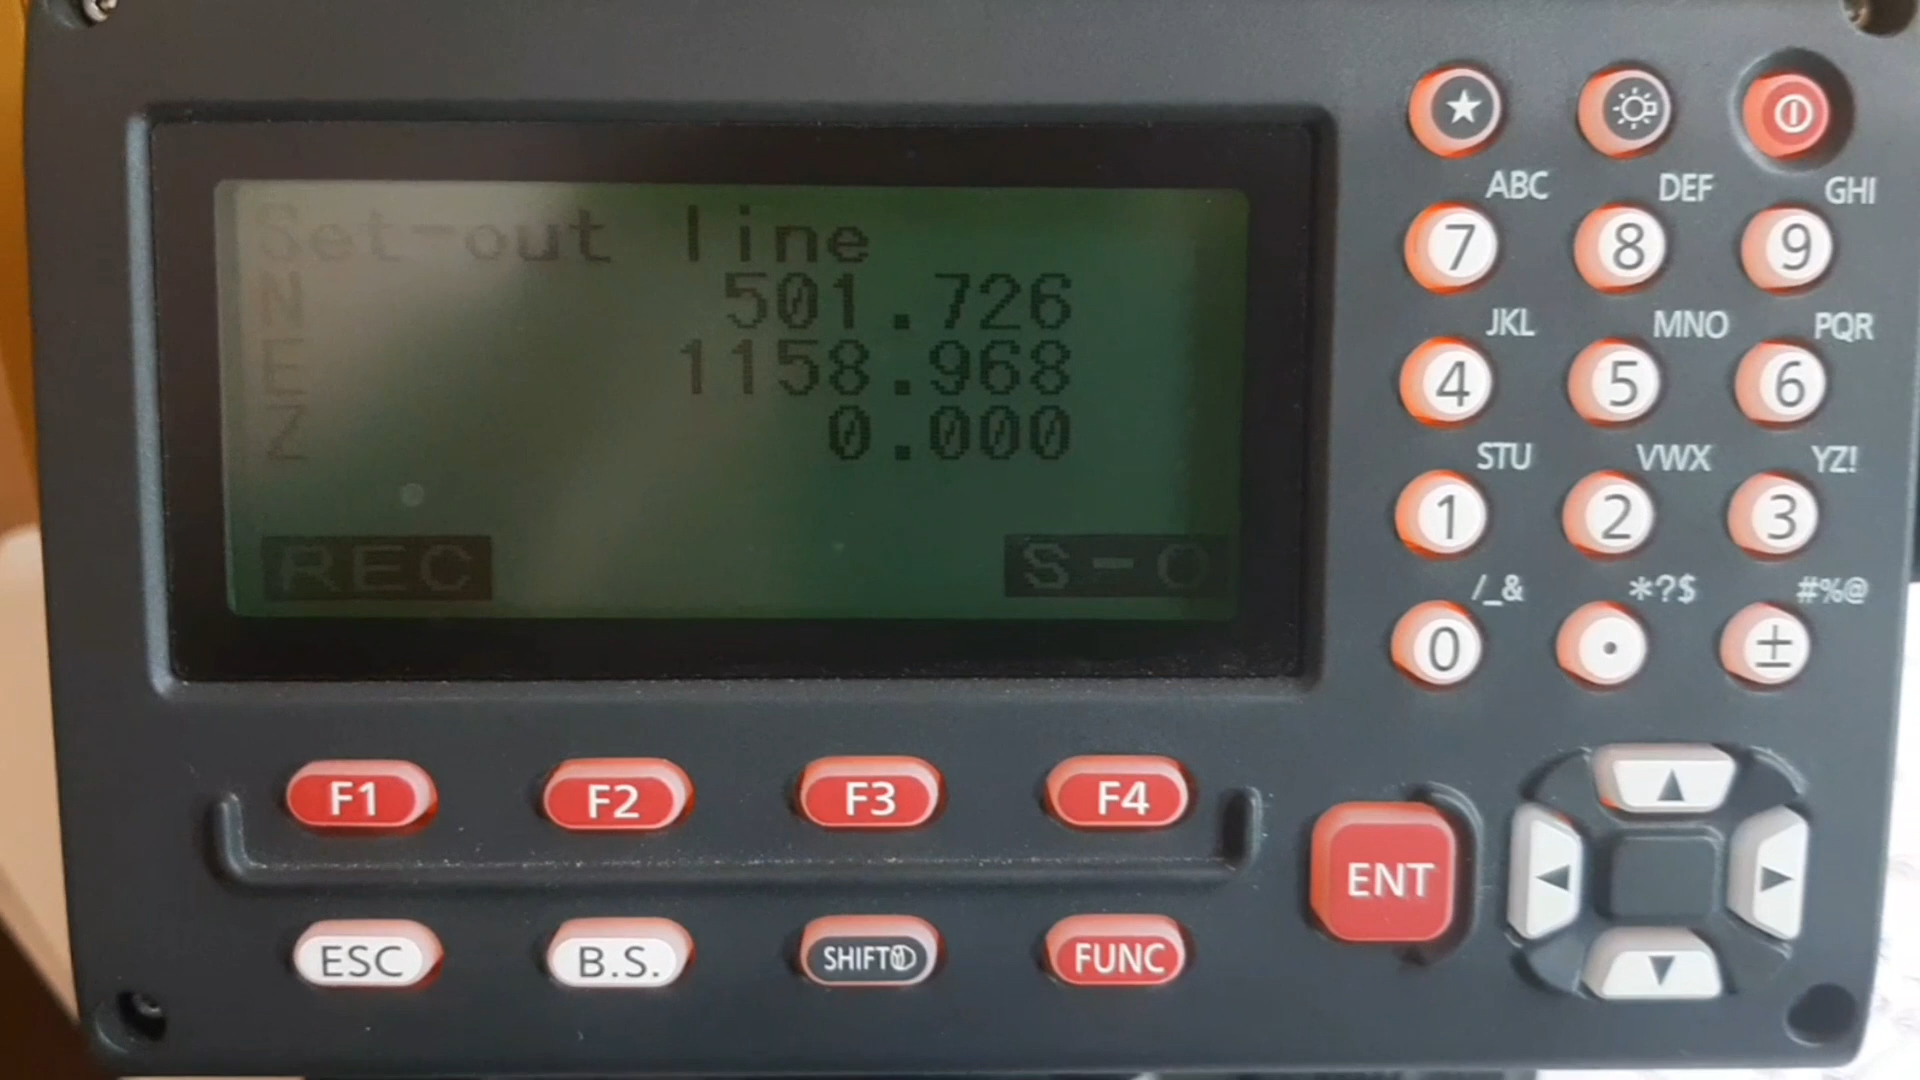 Set-out line
N 501.726
E 1158.968
Z 0.000
REC S-O
ABC DEF GHI
7 8 9
JKL MNO PQR
4 5 6
STU VWX YZ!
1 2 3
/_& *?$ #%@
0 . ±
F1 F2 F3 F4
ENT
ESC B.S. SHIFT FUNC